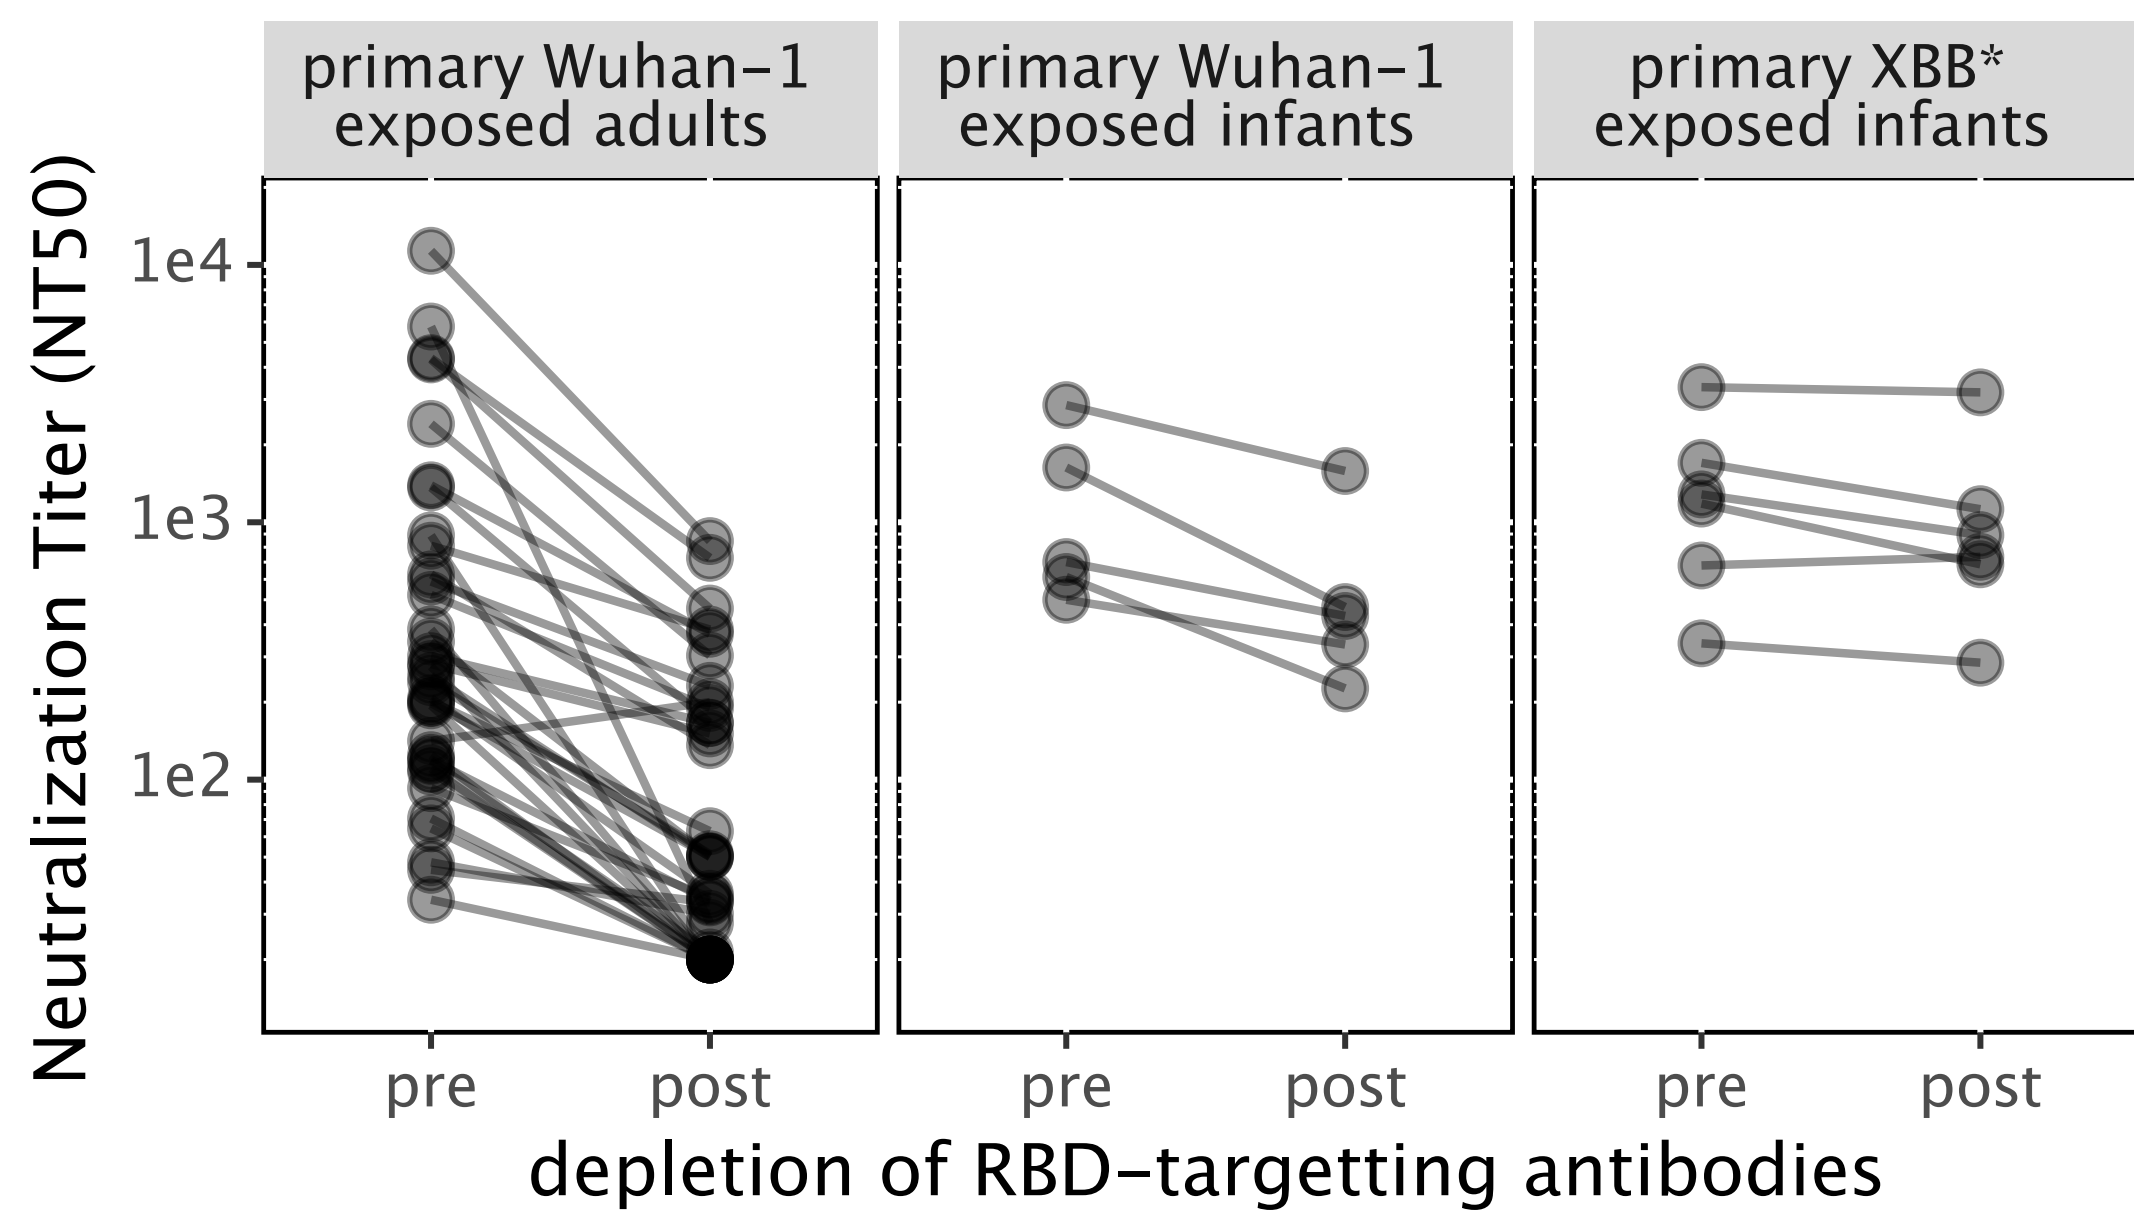 primary Wuhan−1
exposed adults
primary Wuhan−1
exposed infants
primary XBB*
exposed infants
Neutralization Titer (NT50)
1e4
1e3
1e2
pre
post
pre
post
pre
post
depletion of RBD−targetting antibodies